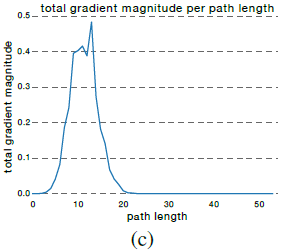 total gradient magnitude per path length
0.5
0.4
0.3
0.2
0.1
0.0
total gradient magnitude
0 10 20 30 40 50
path length
(c)